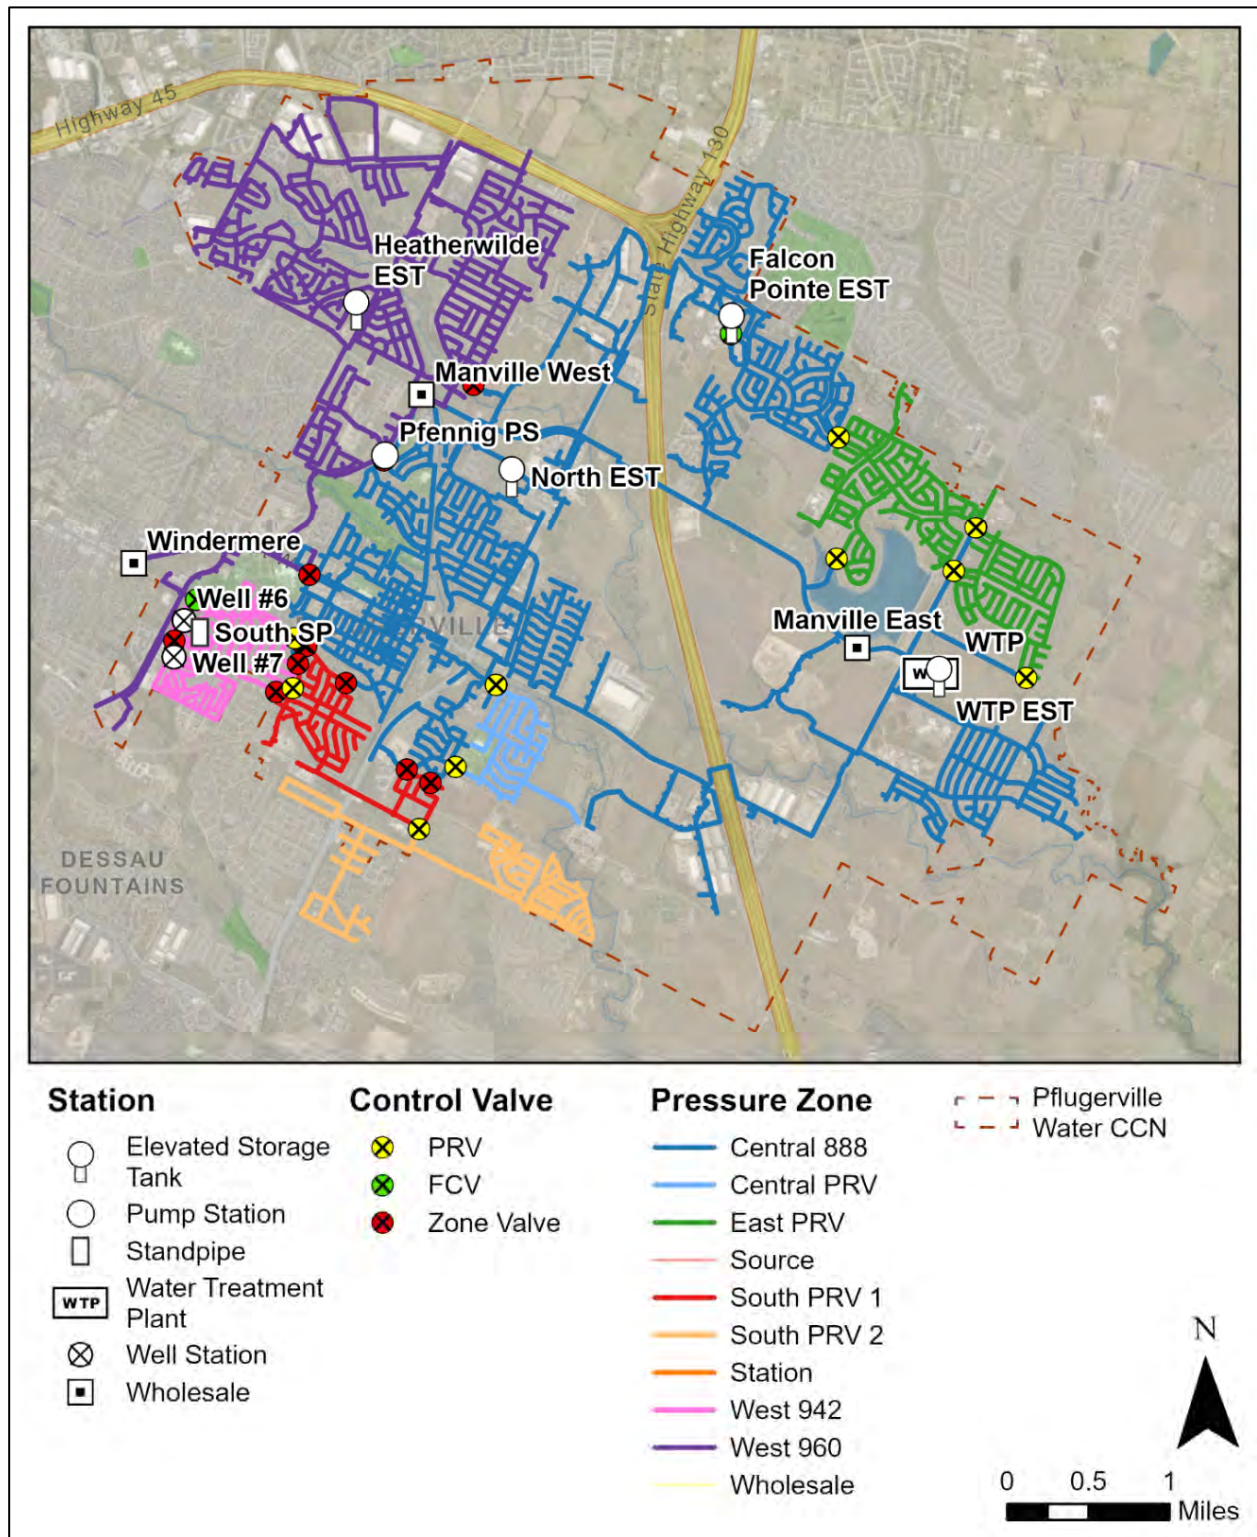 Highway 45
State Highway 130
Heatherwilde
EST
Falcon
Pointe EST
Manville West
Pfennig PS
North EST
Windermere
Well #6
South SP
Well #7
ERVILLE
Manville East
WTP
W
WTP EST
DESSAU
FOUNTAINS
Station
Elevated Storage
Tank
Pump Station
Standpipe
WTP
Water Treatment
Plant
Well Station
Wholesale
Control Valve
PRV
FCV
Zone Valve
Pressure Zone
Central 888
Central PRV
East PRV
Source
South PRV 1
South PRV 2
Station
West 942
West 960
Wholesale
Pflugerville
Water CCN
N
0 0.5 1
Miles